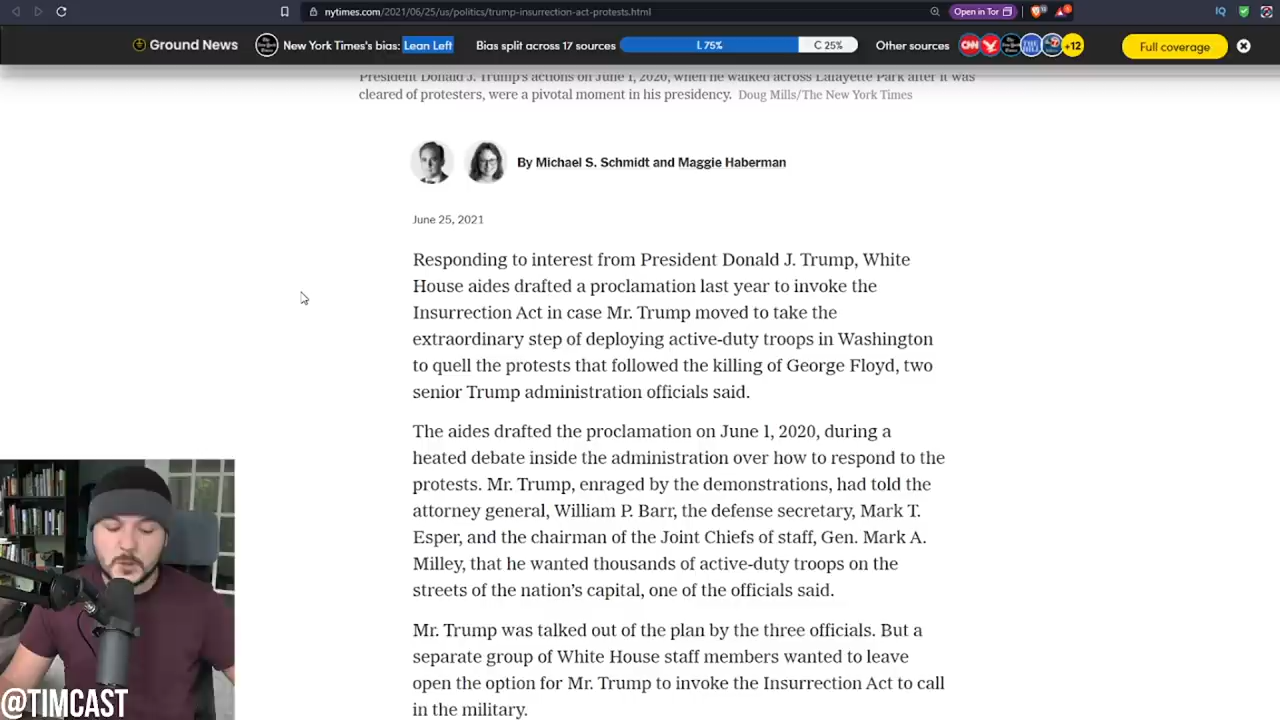 nytimes.com/2021/06/25/us/politics/trump-insurrection-act-protests.html
Open in Tor
Ground News
New York Times's bias: Lean Left
Bias split across 17 sources
L 75%
C 25%
Other sources
CNN
+12
Full coverage
President Donald J. Trump's actions on June 1, 2020, when he walked across Lafayette Park after it was
cleared of protesters, were a pivotal moment in his presidency. Doug Mills/The New York Times
By Michael S. Schmidt and Maggie Haberman
June 25, 2021
Responding to interest from President Donald J. Trump, White
House aides drafted a proclamation last year to invoke the
Insurrection Act in case Mr. Trump moved to take the
extraordinary step of deploying active-duty troops in Washington
to quell the protests that followed the killing of George Floyd, two
senior Trump administration officials said.
The aides drafted the proclamation on June 1, 2020, during a
heated debate inside the administration over how to respond to the
protests. Mr. Trump, enraged by the demonstrations, had told the
attorney general, William P. Barr, the defense secretary, Mark T.
Esper, and the chairman of the Joint Chiefs of staff, Gen. Mark A.
Milley, that he wanted thousands of active-duty troops on the
streets of the nation's capital, one of the officials said.
Mr. Trump was talked out of the plan by the three officials. But a
separate group of White House staff members wanted to leave
open the option for Mr. Trump to invoke the Insurrection Act to call
in the military.
@TIMCAST